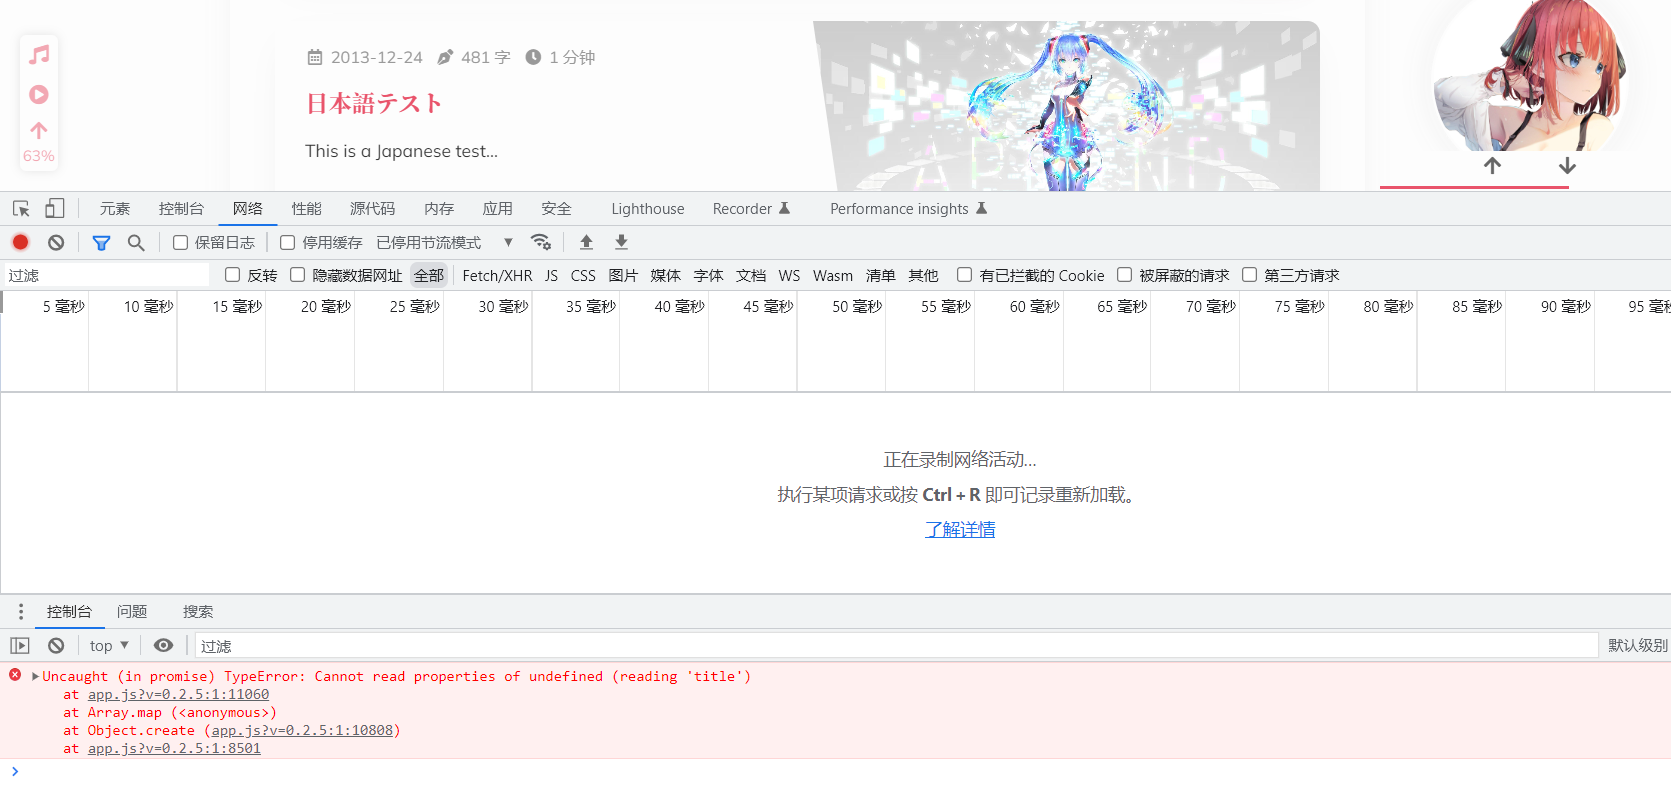 2013-12-24 481 字 1 分钟
日本語テスト
This is a Japanese test...
63%
元素 控制台 网络 性能 源代码 内存 应用 安全 Lighthouse Recorder Performance insights
保留日志 停用缓存 已停用节流模式
过滤 反转 隐藏数据网址 全部 Fetch/XHR JS CSS 图片 媒体 字体 文档 WS Wasm 清单 其他 有已拦截的 Cookie 被屏蔽的请求 第三方请求
5 毫秒 10 毫秒 15 毫秒 20 毫秒 25 毫秒 30 毫秒 35 毫秒 40 毫秒 45 毫秒 50 毫秒 55 毫秒 60 毫秒 65 毫秒 70 毫秒 75 毫秒 80 毫秒 85 毫秒 90 毫秒 95 毫秒
正在录制网络活动...
执行某项请求或按 Ctrl + R 即可记录重新加载。
了解详情
控制台 问题 搜索
top 过滤 默认级别
Uncaught (in promise) TypeError: Cannot read properties of undefined (reading 'title')
at app.js?v=0.2.5:1:11060
at Array.map (<anonymous>)
at Object.create (app.js?v=0.2.5:1:10808)
at app.js?v=0.2.5:1:8501